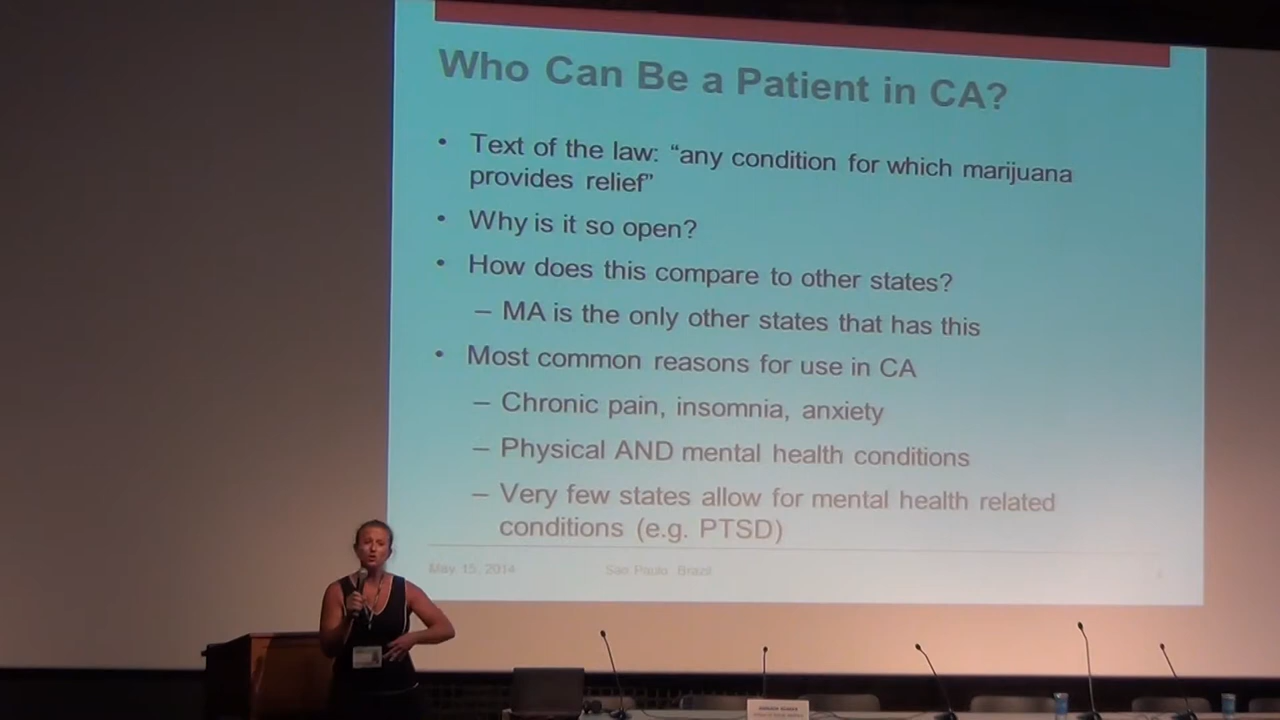 Who Can Be a Patient in CA?
• Text of the law: “any condition for which marijuana
provides relief”
• Why is it so open?
• How does this compare to other states?
– MA is the only other states that has this
• Most common reasons for use in CA
– Chronic pain, insomnia, anxiety
– Physical AND mental health conditions
– Very few states allow for mental health related
conditions (e.g. PTSD)
May 15, 2014 Sao Paulo, Brazil